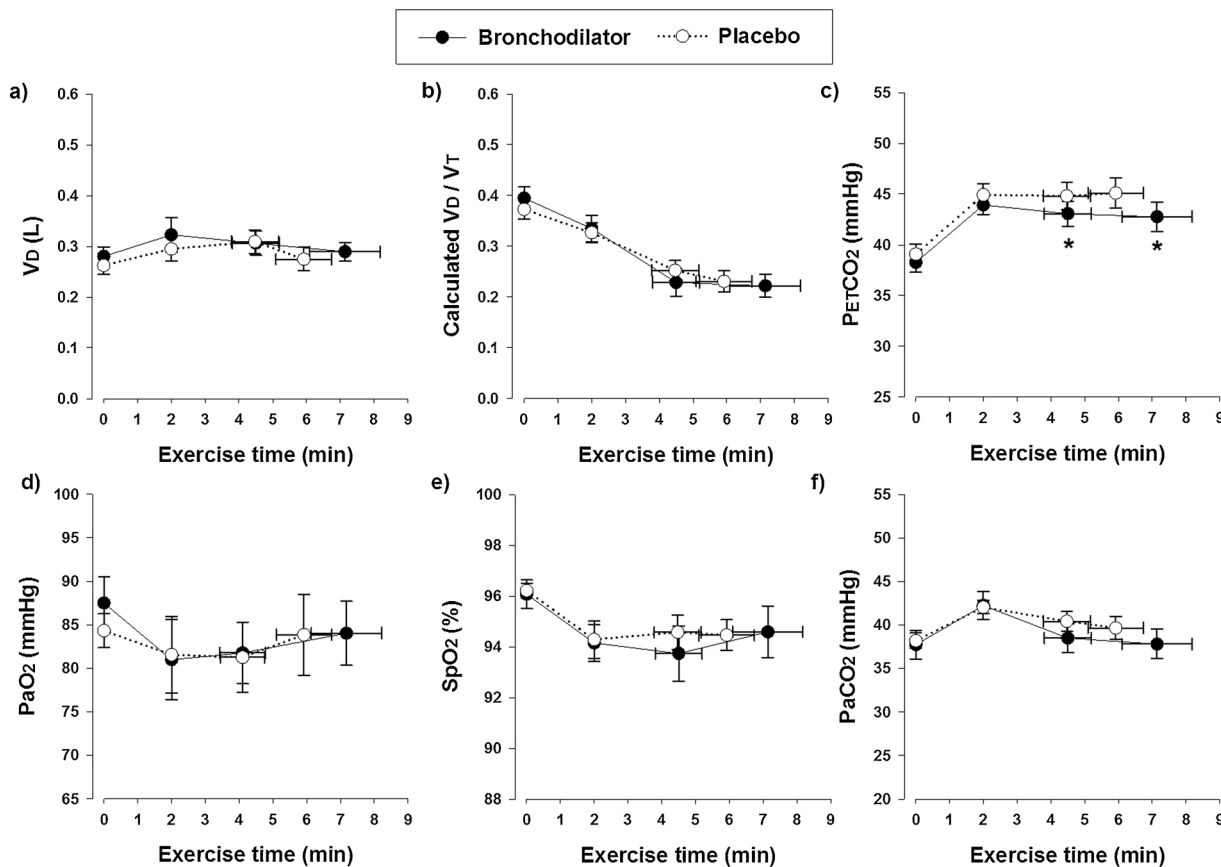 Bronchodilator Placebo
a)
VD (L)
0.6
0.5
0.4
0.3
0.2
0.1
0.0
0 1 2 3 4 5 6 7 8 9
Exercise time (min)
b)
Calculated VD / VT
0.6
0.5
0.4
0.3
0.2
0.1
0.0
0 1 2 3 4 5 6 7 8 9
Exercise time (min)
c)
PETCO2 (mmHg)
55
50
45
40
35
30
25
* *
0 1 2 3 4 5 6 7 8 9
Exercise time (min)
d)
PaO2 (mmHg)
100
95
90
85
80
75
70
65
0 1 2 3 4 5 6 7 8 9
Exercise time (min)
e)
SpO2 (%)
100
98
96
94
92
90
88
0 1 2 3 4 5 6 7 8 9
Exercise time (min)
f)
PaCO2 (mmHg)
55
50
45
40
35
30
25
20
0 1 2 3 4 5 6 7 8 9
Exercise time (min)